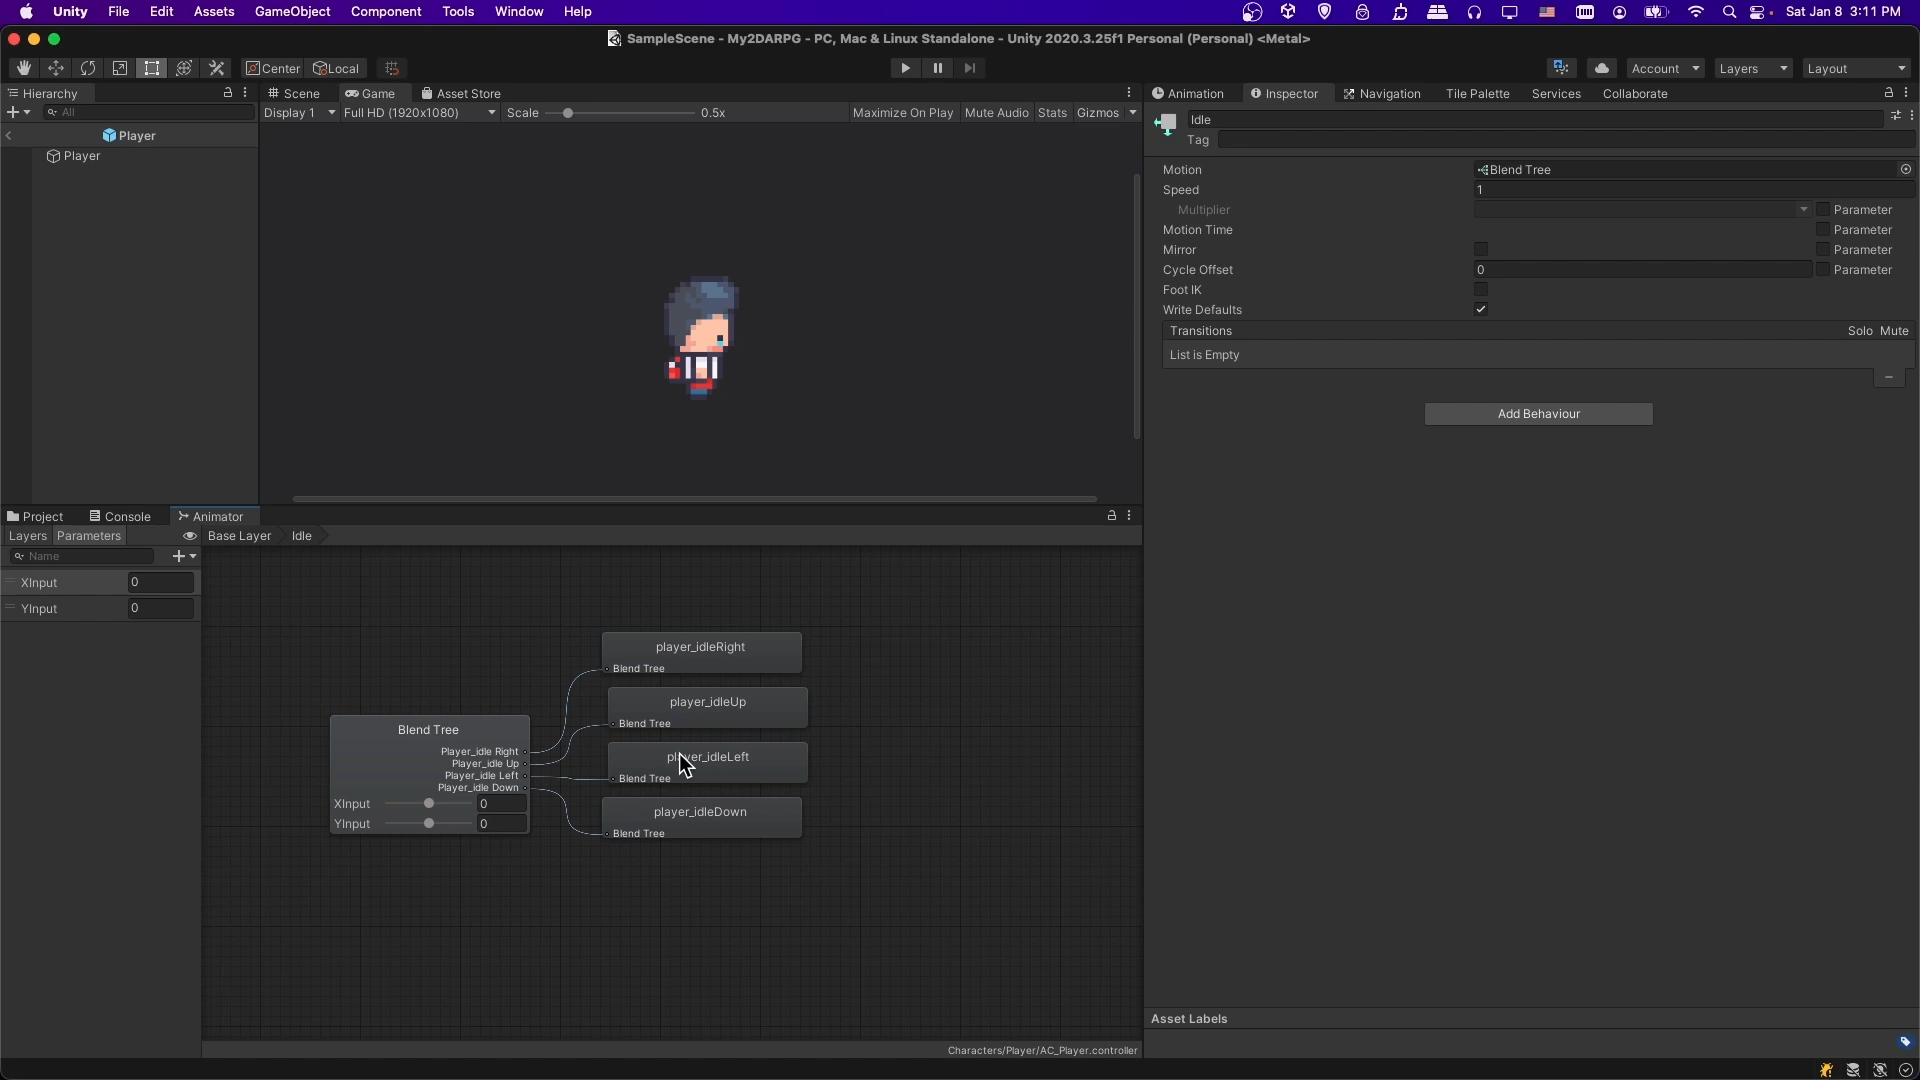 Unity File Edit Assets GameObject Component Tools Window Help
Sat Jan 8 3:11 PM
SampleScene - My2DARPG - PC, Mac & Linux Standalone - Unity 2020.3.25f1 Personal (Personal) <Metal>
Center Local
Account Layers Layout
Hierarchy
All
Player
Player
Scene Game Asset Store
Display 1 Full HD (1920x1080) Scale 0.5x Maximize On Play Mute Audio Stats Gizmos
Animation Inspector Navigation Tile Palette Services Collaborate
Idle
Tag
Motion Blend Tree
Speed 1
Multiplier Parameter
Motion Time Parameter
Mirror Parameter
Cycle Offset 0 Parameter
Foot IK
Write Defaults
Transitions Solo Mute
List is Empty
Add Behaviour
Project Console Animator
Layers Parameters Base Layer Idle
Name
XInput 0
YInput 0
Blend Tree
Player_idle Right
Player_idle Up
Player_idle Left
Player_idle Down
XInput 0
YInput 0
player_idleRight
Blend Tree
player_idleUp
Blend Tree
player_idleLeft
Blend Tree
player_idleDown
Blend Tree
Characters/Player/AC_Player.controller
Asset Labels